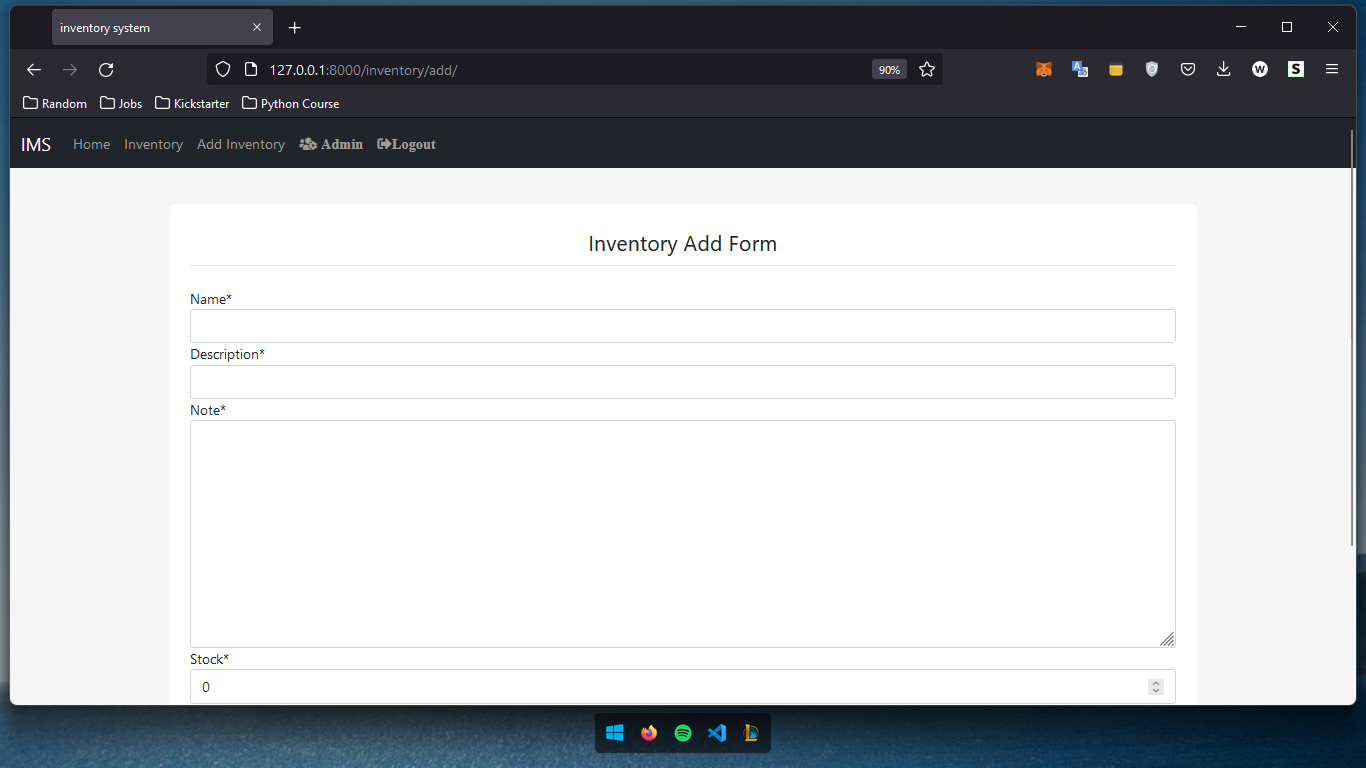 inventory system
127.0.0.1:8000/inventory/add/
90%
W
S
Random Jobs Kickstarter Python Course
IMS Home Inventory Add Inventory Admin Logout
Inventory Add Form
Name*
Description*
Note*
Stock*
0